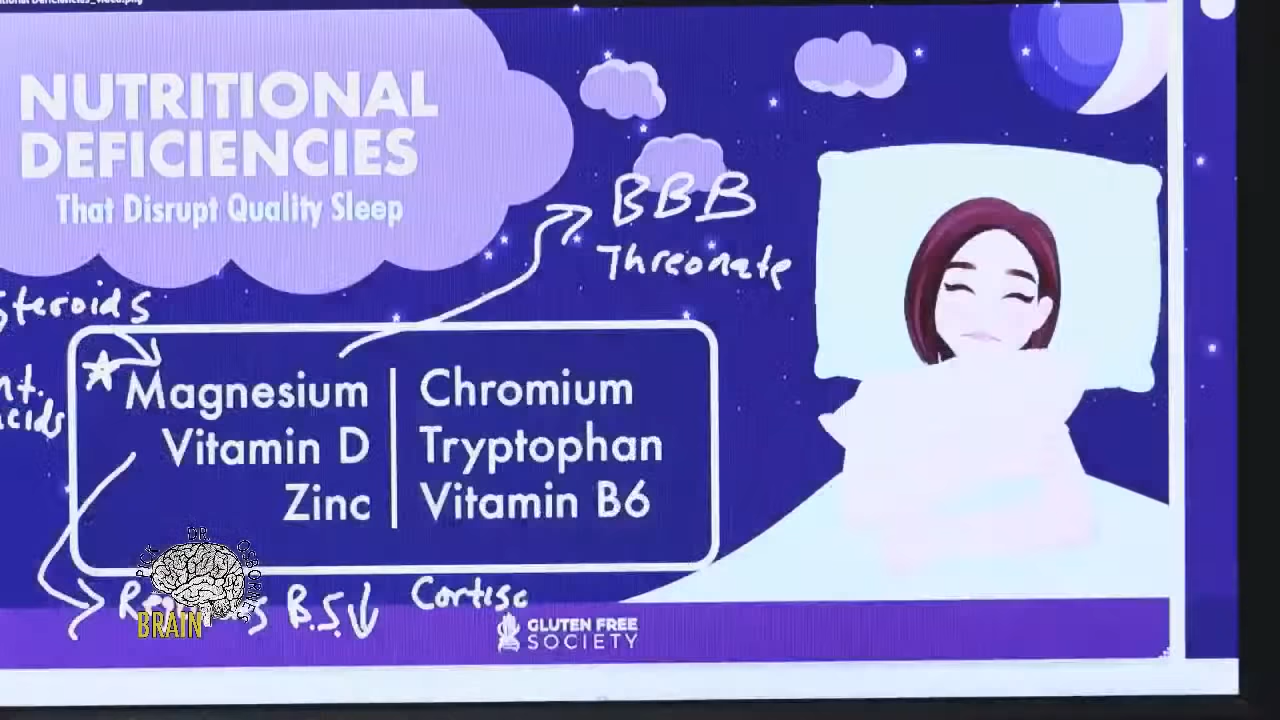 NUTRITIONAL
DEFICIENCIES
That Disrupt Quality Sleep
BBB
Threonate
steroids
Magnesium
Vitamin D
Zinc
Chromium
Tryptophan
Vitamin B6
B.S.↓
Cortiso
BRAIN
GLUTEN FREE
SOCIETY